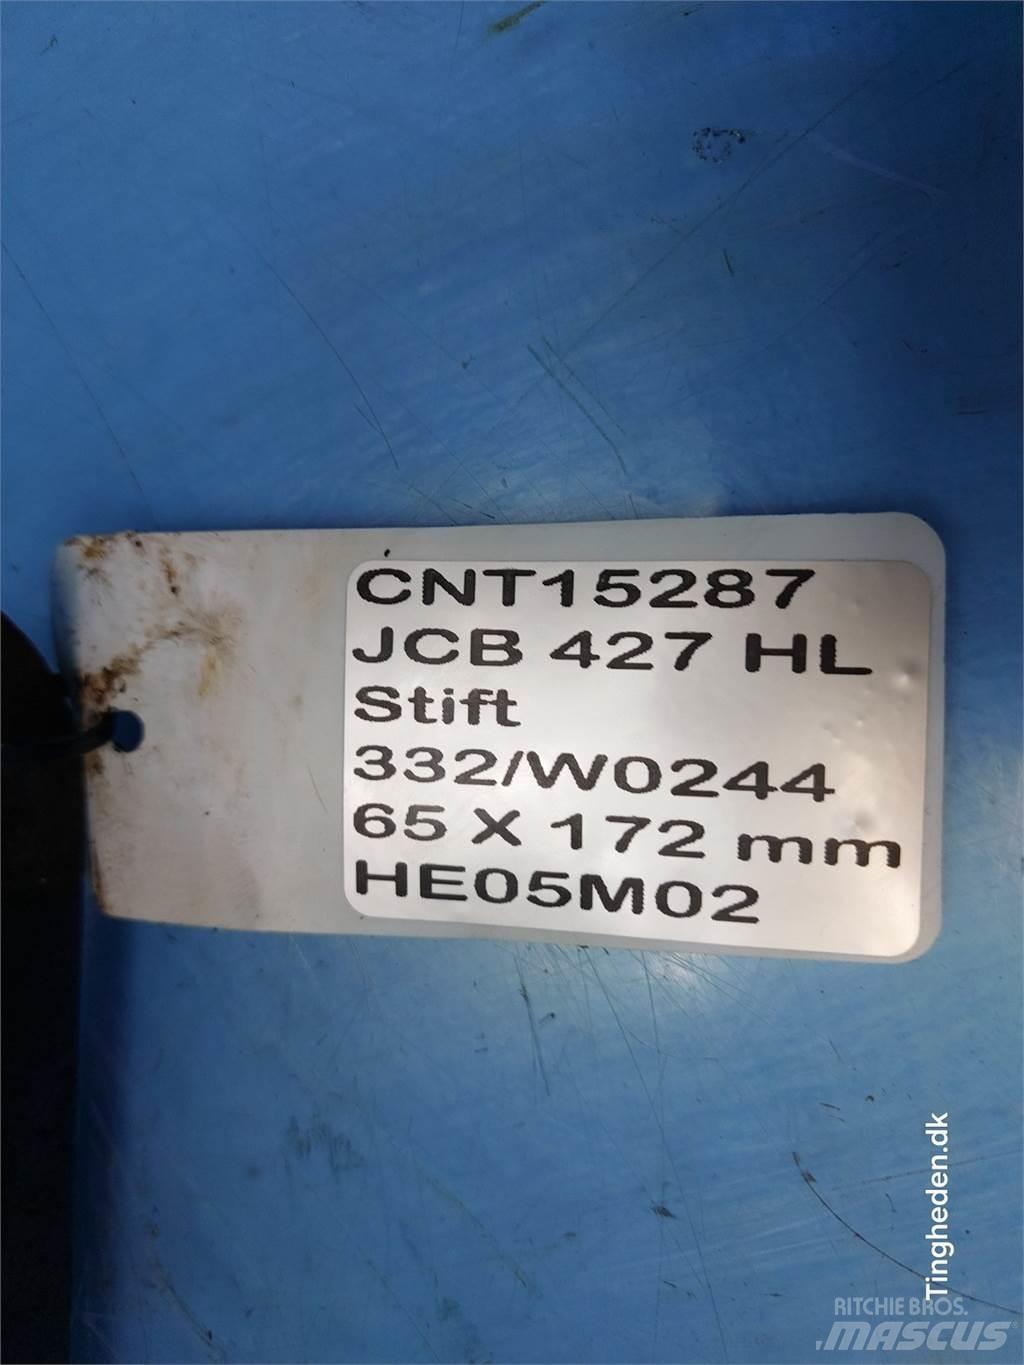 CNT15287
JCB 427 HL
Stift
332/W0244
65 X 172 mm
HE05M02
Tingheden.dk
RITCHIE BROS.
MASCUS